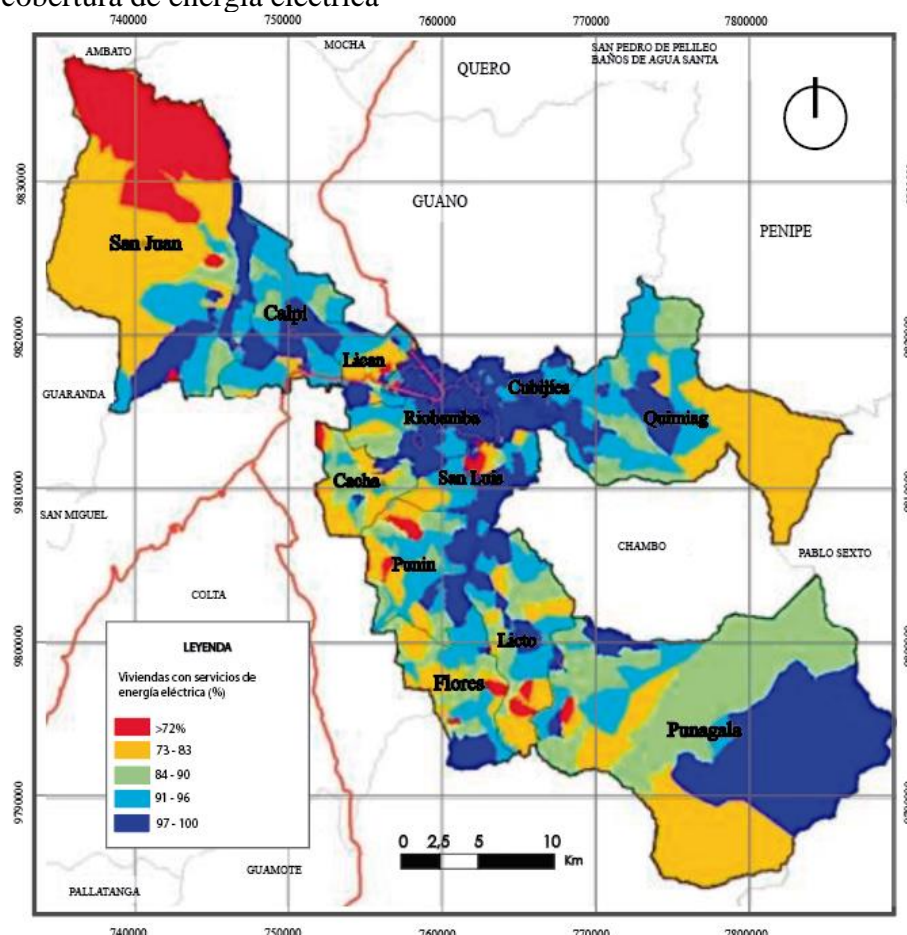 cobertura de energía eléctrica
740000
750000
760000
770000
7800000
AMBATO
MOCHA
SAN PEDRO DE PELILEO
BAÑOS DE AGUA SANTA
QUERO
9830000
GUANO
PENIPE
San Juan
Calpi
9820000
Lican
GUARANDA
Cubijíes
Riobamba
Quimiag
Cacha
San Luis
9810000
SAN MIGUEL
CHAMBO
PABLO SEXTO
Punin
COLTA
9800000
Licto
LEYENDA
Viviendas con servicios de
energía eléctrica (%)
>72%
73 - 83
84 - 90
91 - 96
97 - 100
Flores
Punagala
9790000
0 2,5 5 10
Km
GUAMOTE
PALLATANGA
740000
750000
760000
770000
7800000